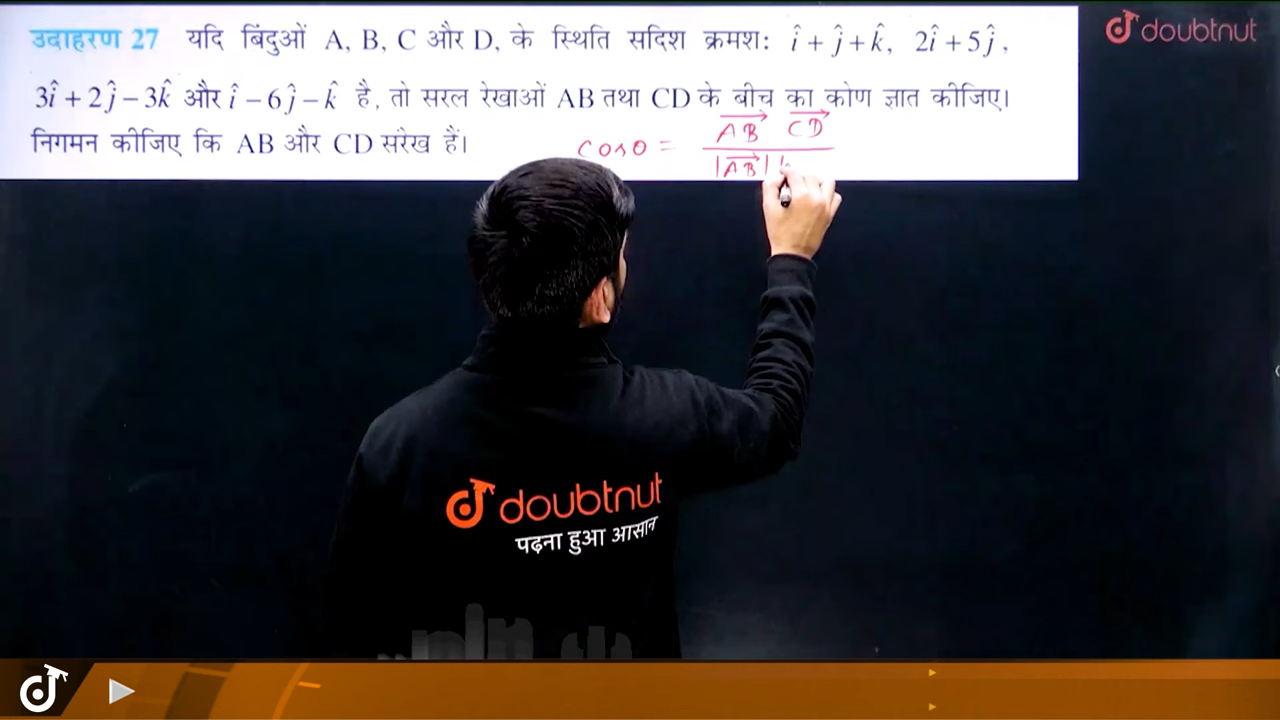 उदाहरण 27 यदि बिंदुओं A, B, C और D, के स्थिति सदिश क्रमश: î + ĵ + k̂, 2î + 5ĵ,
3î + 2ĵ − 3k̂ और î − 6ĵ − k̂ है, तो सरल रेखाओं AB तथा CD के बीच का कोण ज्ञात कीजिए।
निगमन कीजिए कि AB और CD संरेख हैं।
cos θ = AB⃗ CD⃗
|AB⃗| |
doubtnut
doubtnut
पढ़ना हुआ आसान